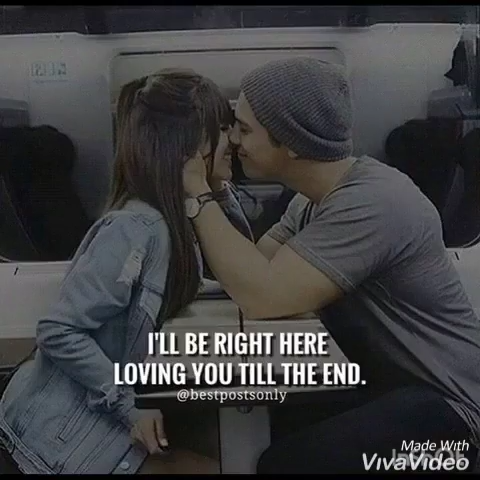 I'LL BE RIGHT HERE
LOVING YOU TILL THE END.
@bestpostsonly
Made With
VivaVideo